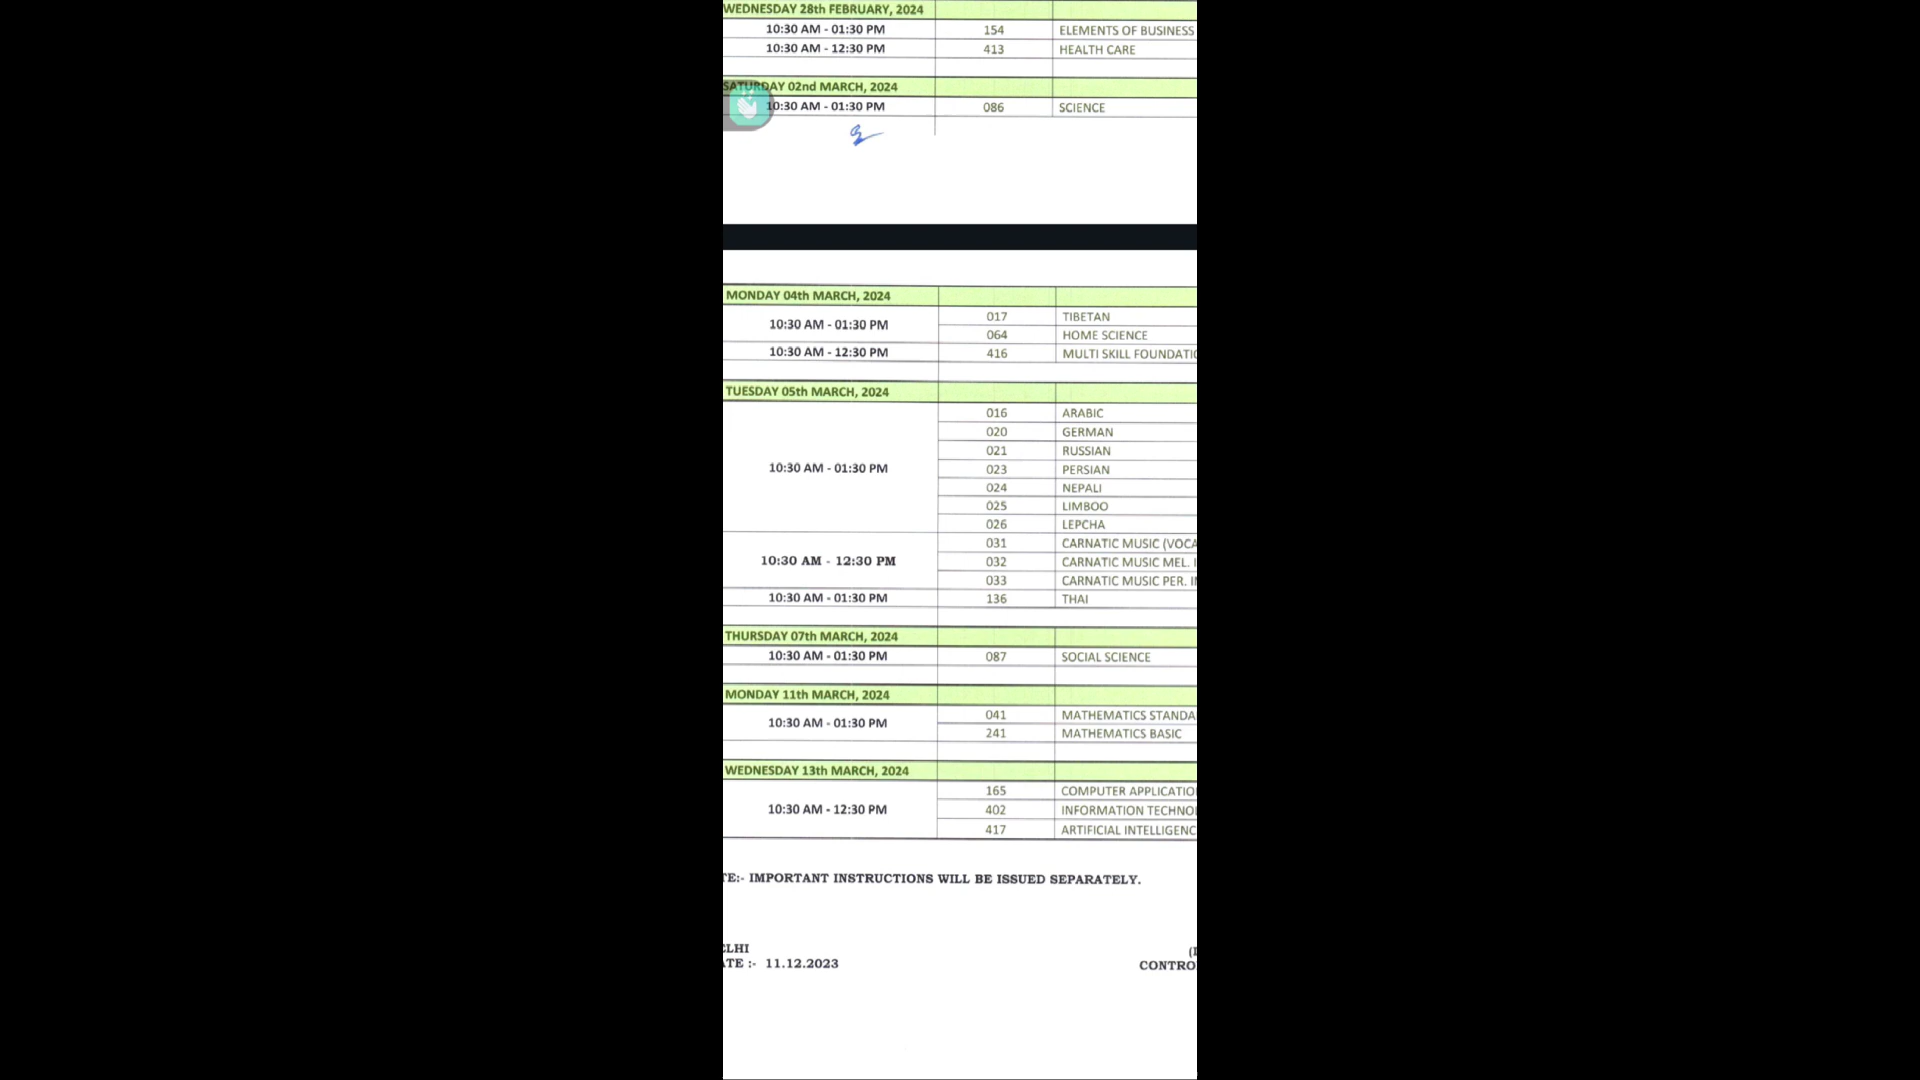 WEDNESDAY 28th FEBRUARY, 2024
10:30 AM - 01:30 PM 154 ELEMENTS OF BUSINESS
10:30 AM - 12:30 PM 413 HEALTH CARE
SATURDAY 02nd MARCH, 2024
10:30 AM - 01:30 PM 086 SCIENCE
MONDAY 04th MARCH, 2024
10:30 AM - 01:30 PM 017 TIBETAN
064 HOME SCIENCE
10:30 AM - 12:30 PM 416 MULTI SKILL FOUNDATIO
TUESDAY 05th MARCH, 2024
10:30 AM - 01:30 PM 016 ARABIC
020 GERMAN
021 RUSSIAN
023 PERSIAN
024 NEPALI
025 LIMBOO
026 LEPCHA
10:30 AM - 12:30 PM 031 CARNATIC MUSIC (VOCA
032 CARNATIC MUSIC MEL. I
033 CARNATIC MUSIC PER. IN
10:30 AM - 01:30 PM 136 THAI
THURSDAY 07th MARCH, 2024
10:30 AM - 01:30 PM 087 SOCIAL SCIENCE
MONDAY 11th MARCH, 2024
10:30 AM - 01:30 PM 041 MATHEMATICS STANDA
241 MATHEMATICS BASIC
WEDNESDAY 13th MARCH, 2024
10:30 AM - 12:30 PM 165 COMPUTER APPLICATIO
402 INFORMATION TECHNOL
417 ARTIFICIAL INTELLIGENC
TE:- IMPORTANT INSTRUCTIONS WILL BE ISSUED SEPARATELY.
ELHI
ATE :- 11.12.2023
CONTRO